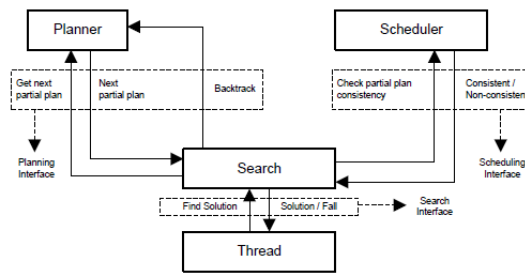 Planner
Scheduler
Get next
partial plan
Next
partial plan
Backtrack
Check partial plan
consistency
Consistent /
Non-consistent
Planning
Interface
Search
Scheduling
Interface
Find Solution
Solution / Fail
Search
Interface
Thread